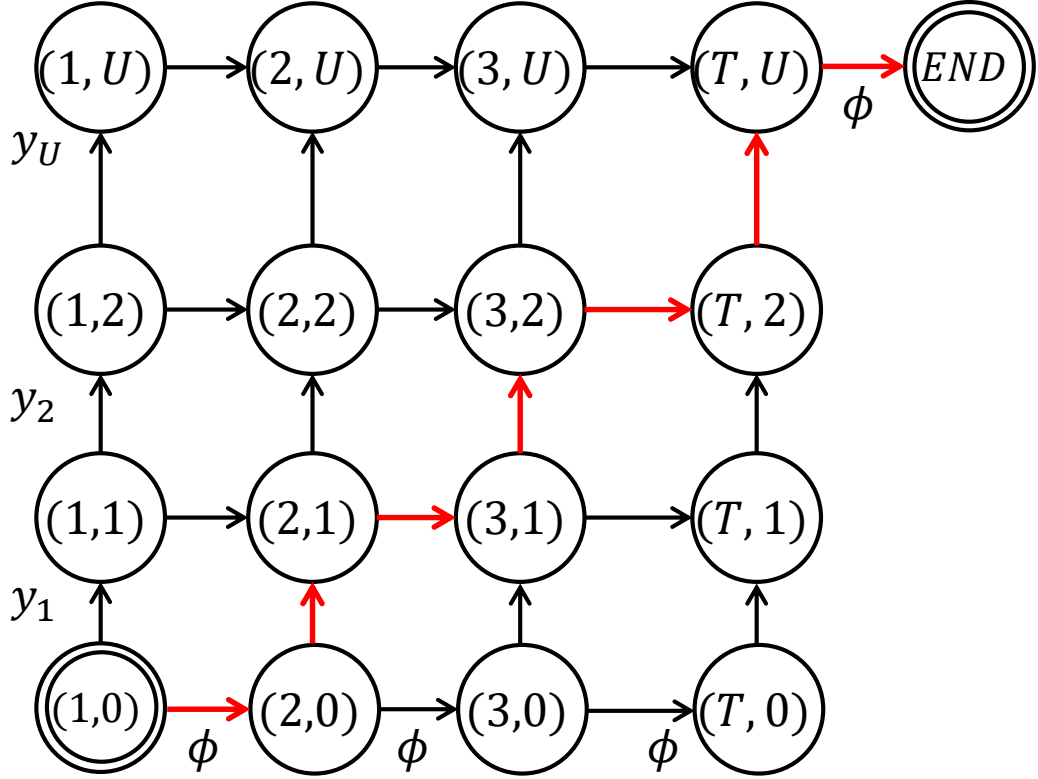 (1, U) (2, U) (3, U) (T, U) END
ϕ
y_U
(1,2) (2,2) (3,2) (T, 2)
y_2
(1,1) (2,1) (3,1) (T, 1)
y_1
(1,0) (2,0) (3,0) (T, 0)
ϕ ϕ ϕ